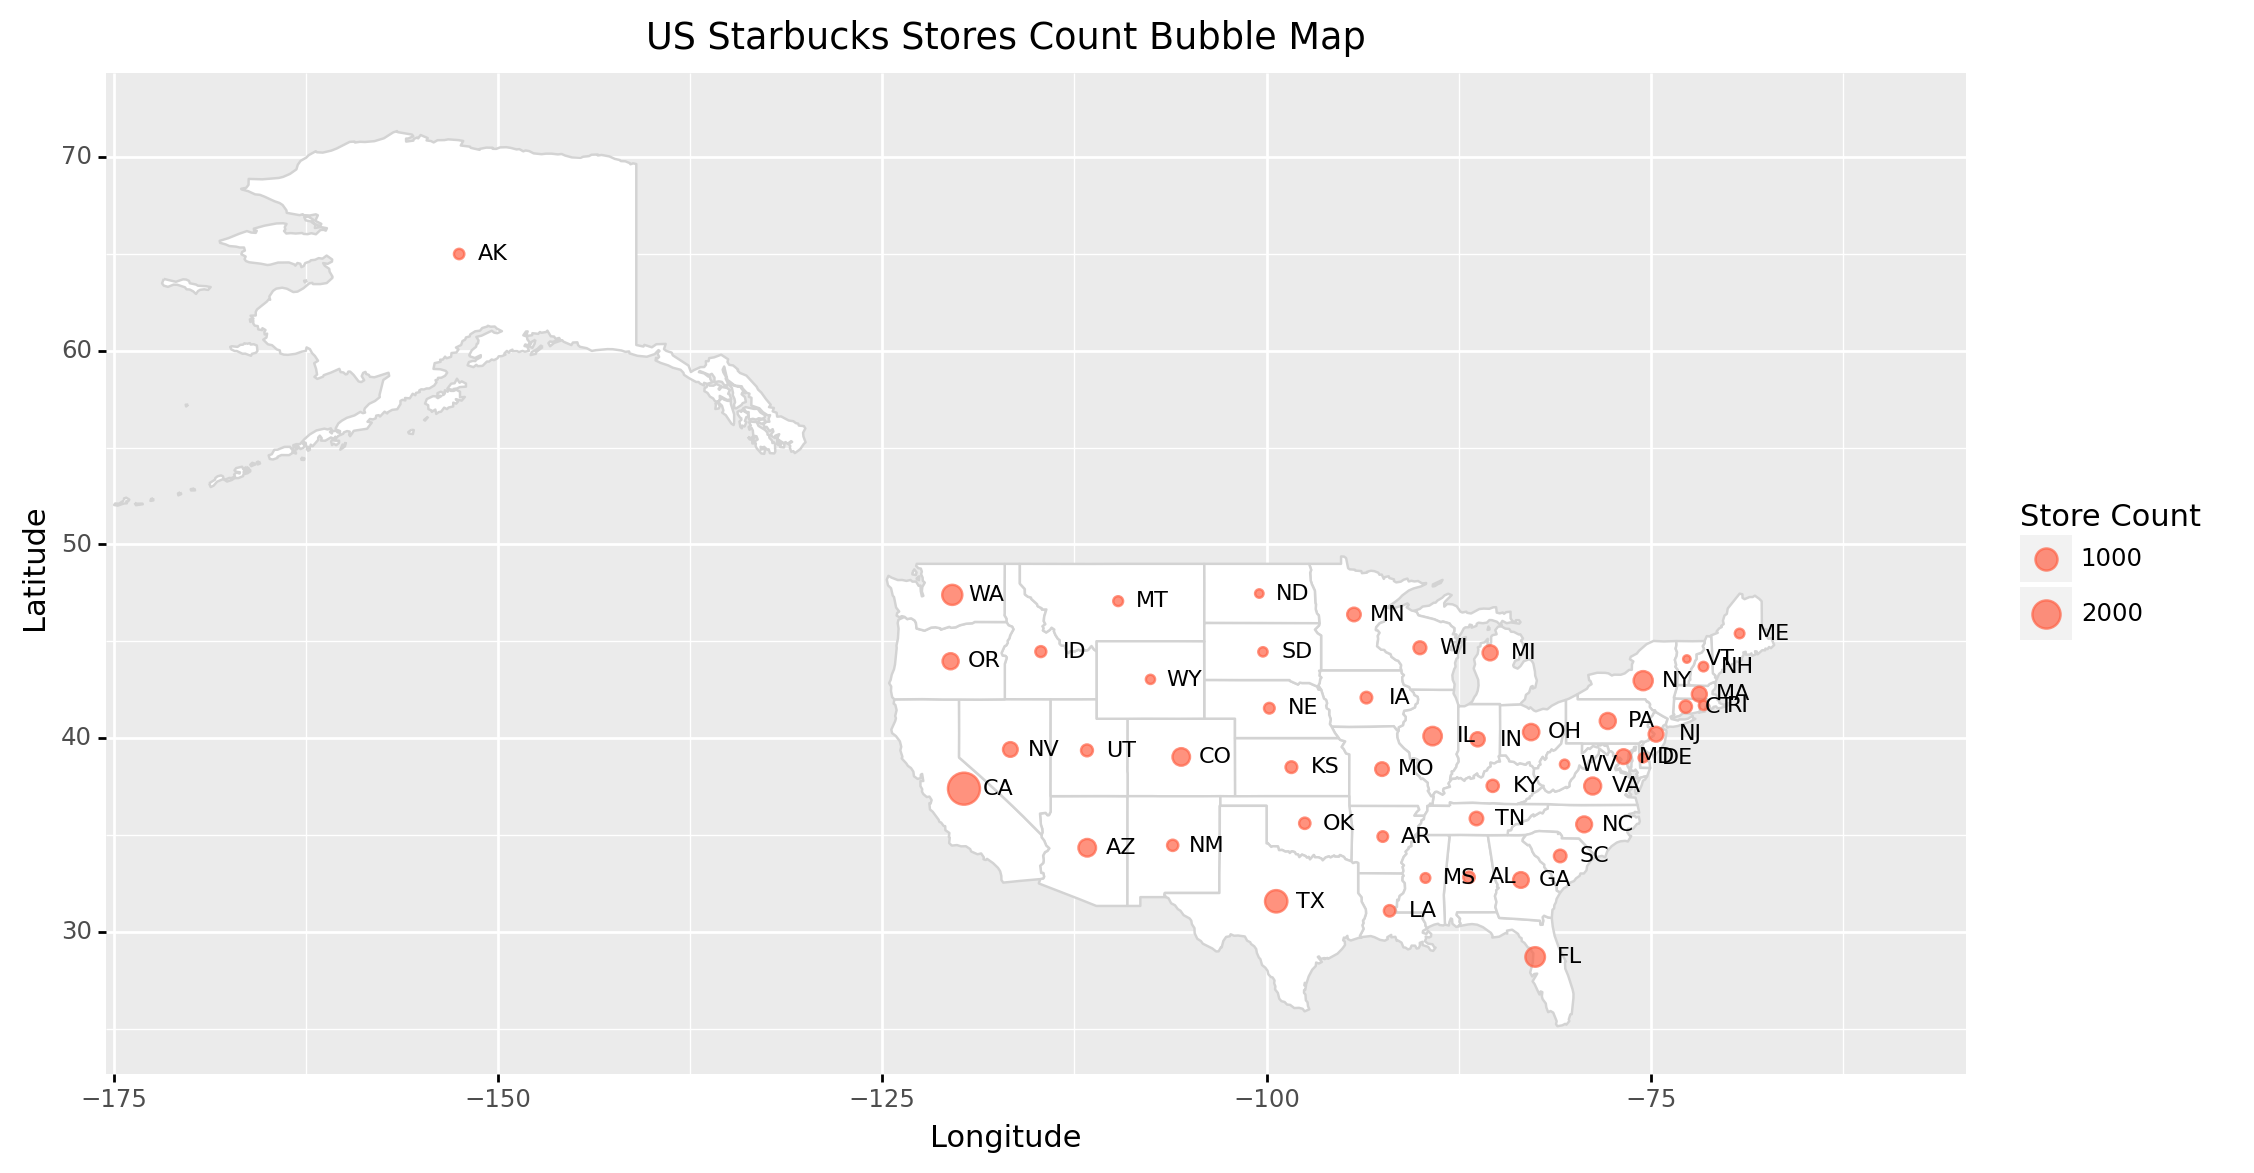 US Starbucks Stores Count Bubble Map
70
AK
60
50
40
30
Latitude
WA
MT
ND
MN
ME
OR
ID
SD
WI
MI
VT
NH
WY
NY
IA
MA
NE
CT
RI
PA
NV
UT
CO
IL
IN
OH
NJ
KS
MO
WV
MD
DE
CA
KY
VA
OK
AR
TN
NC
AZ
NM
SC
MS
AL
GA
TX
LA
FL
−175
−150
−125
−100
−75
Longitude
Store Count
1000
2000